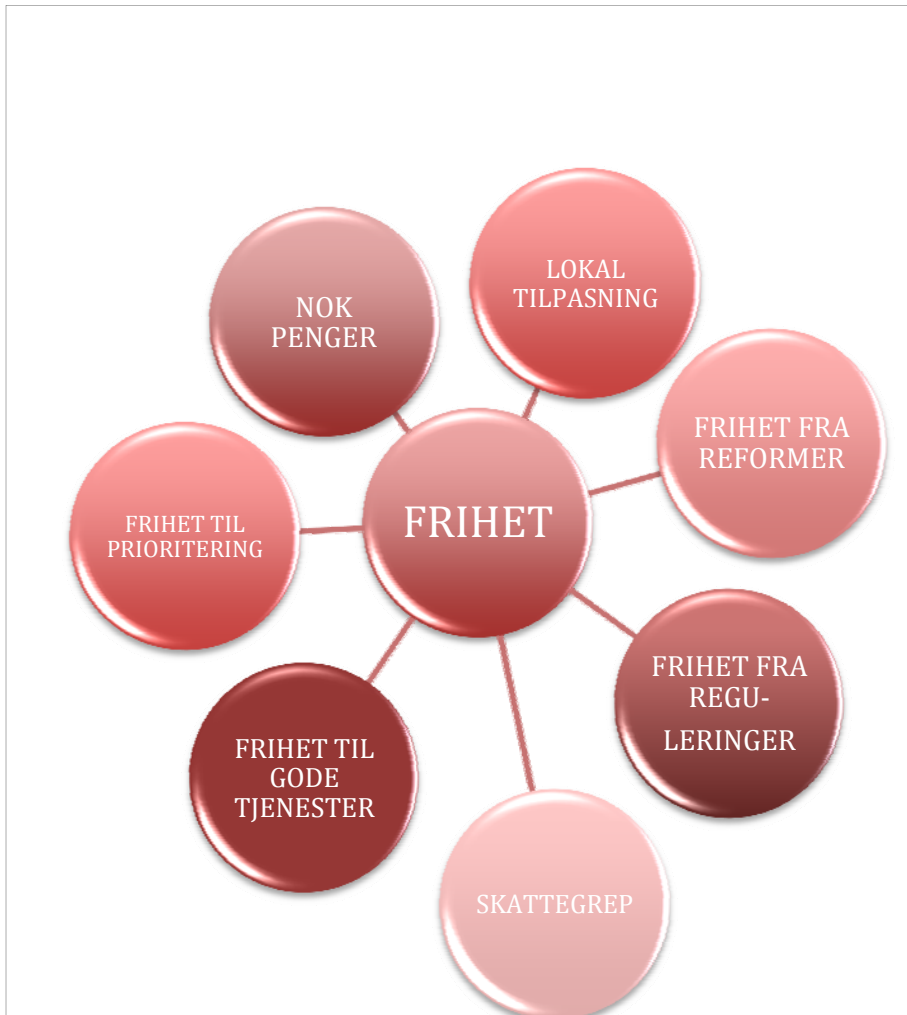 LOKAL
TILPASNING
NOK
PENGER
FRIHET FRA
REFORMER
FRIHET
FRIHET TIL
PRIORITERING
FRIHET FRA
REGU-
LERINGER
FRIHET TIL
GODE
TJENESTER
SKATTEGREP